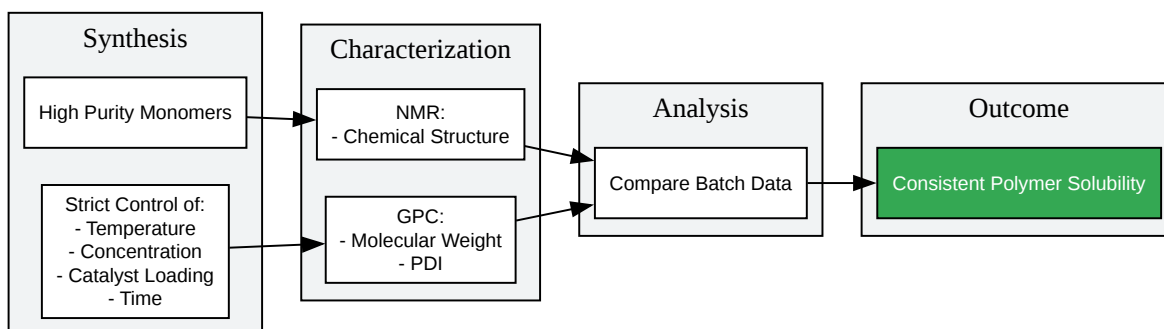 Synthesis
High Purity Monomers
Strict Control of:
- Temperature
- Concentration
- Catalyst Loading
- Time
Characterization
NMR:
- Chemical Structure
GPC:
- Molecular Weight
- PDI
Analysis
Compare Batch Data
Outcome
Consistent Polymer Solubility